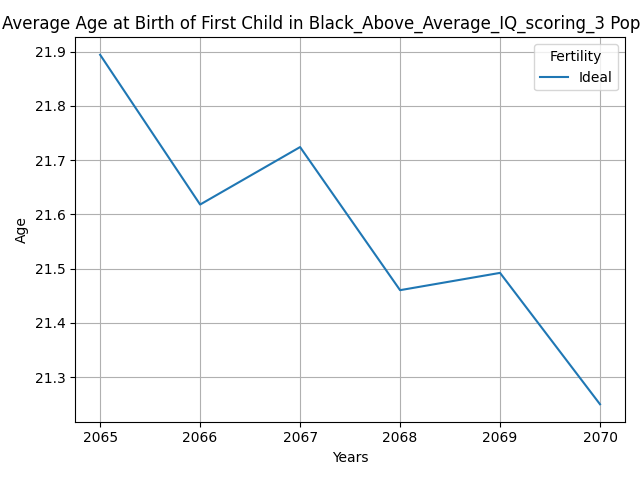 Average Age at Birth of First Child in Black_Above_Average_IQ_scoring_3 Pop
21.9
21.8
21.7
21.6
21.5
21.4
21.3
Age
Fertility
Ideal
2065 2066 2067 2068 2069 2070
Years